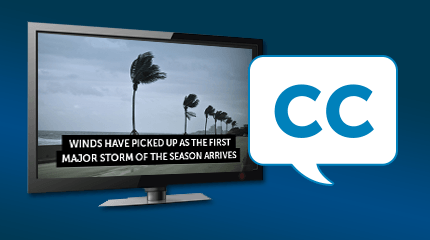 WINDS HAVE PICKED UP AS THE FIRST
MAJOR STORM OF THE SEASON ARRIVES
CC